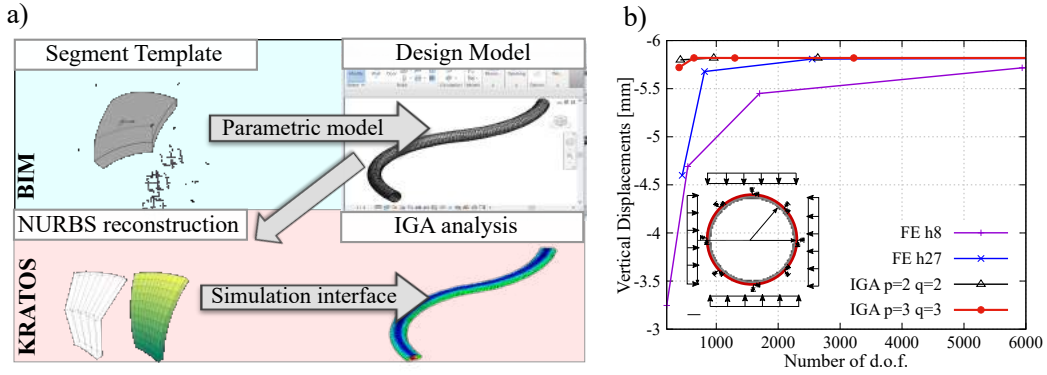 a)
Segment Template
Design Model
Parametric model
BIM
NURBS reconstruction
IGA analysis
Simulation interface
KRATOS
b)
Vertical Displacements [mm]
-6
-5.5
-5
-4.5
-4
-3.5
-3
FE h8
FE h27
IGA p=2 q=2
IGA p=3 q=3
1000 2000 3000 4000 5000 6000
Number of d.o.f.